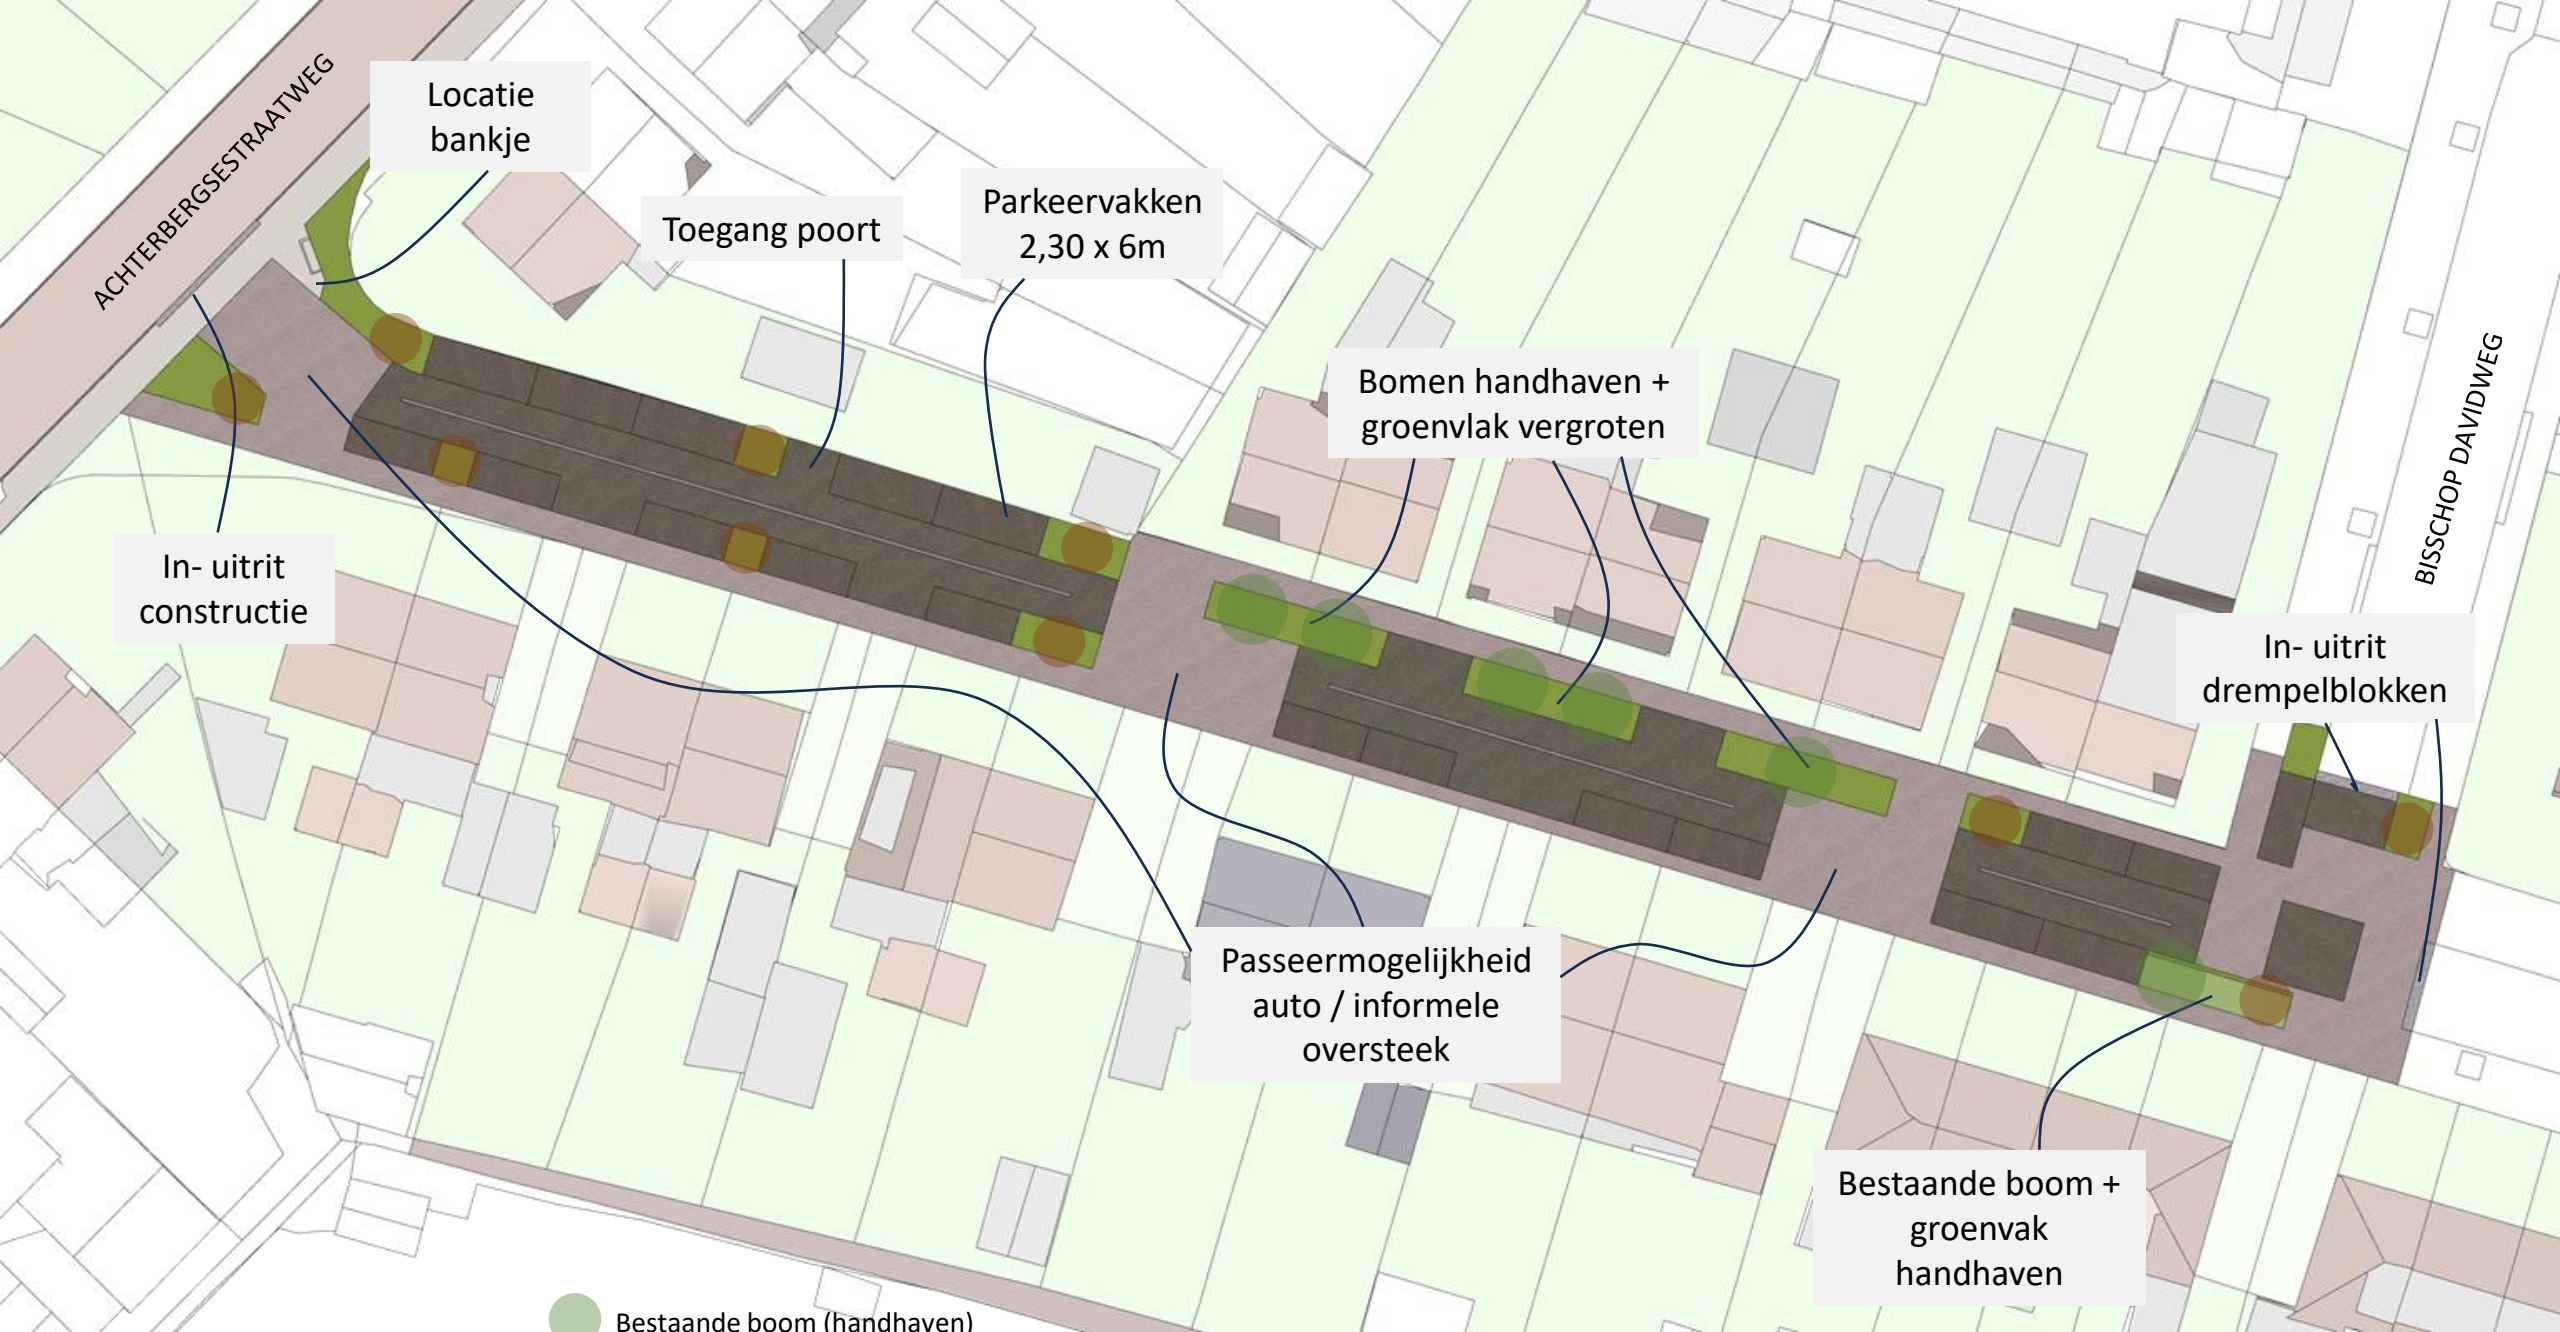 ACHTERBERGSESTRAATWEG
Locatie
bankje
Toegang poort
Parkeervakken
2,30 x 6m
Bomen handhaven +
groenvlak vergroten
BISSCHOP DAVIDWEG
In- uitrit
constructie
In- uitrit
drempelblokken
Passeermogelijkheid
auto / informele
oversteek
Bestaande boom +
groenvak
handhaven
Bestaande boom (handhaven)